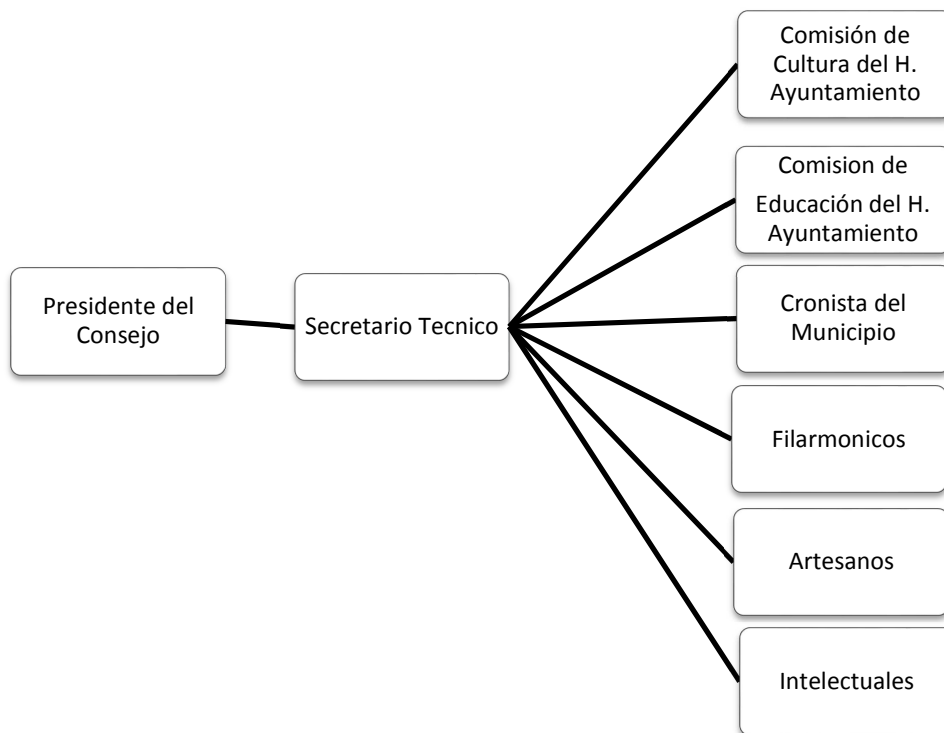 Presidente del
Consejo
Secretario Tecnico
Comisión de
Cultura del H.
Ayuntamiento
Comision de
Educación del H.
Ayuntamiento
Cronista del
Municipio
Filarmonicos
Artesanos
Intelectuales